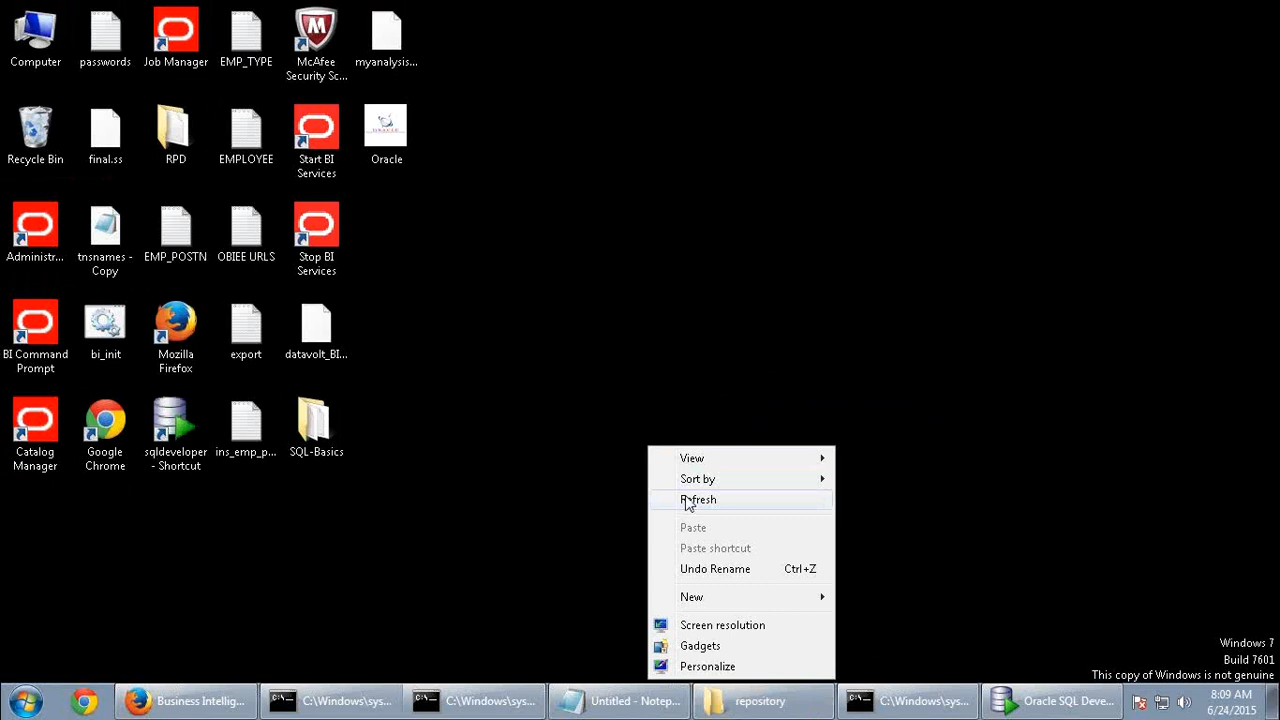 Computer
passwords
Job Manager
EMP_TYPE
McAfee
Security Sc...
myanalysis...
Recycle Bin
final.ss
RPD
EMPLOYEE
Start BI
Services
ORACLE
Oracle
Administr...
tnsnames -
Copy
EMP_POSTN
OBIEE URLS
Stop BI
Services
BI Command
Prompt
bi_init
Mozilla
Firefox
export
datavolt_BI...
Catalog
Manager
Google
Chrome
sqldeveloper
- Shortcut
ins_emp_p...
SQL-Basics
View
Sort by
Refresh
Paste
Paste shortcut
Undo Rename Ctrl+Z
New
Screen resolution
Gadgets
Personalize
Windows 7
Build 7601
This copy of Windows is not genuin
Business Intellig...
C:\Windows\sys...
C:\Windows\sys...
Untitled - Notep...
repository
C:\Windows\sys...
Oracle SQL Deve...
8:09 AM
6/24/2015